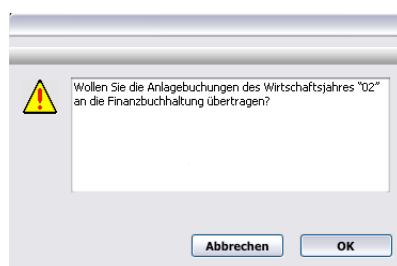 Wollen Sie die Anlagebuchungen des Wirtschaftsjahres "02"
an die Finanzbuchhaltung übertragen?
Abbrechen OK